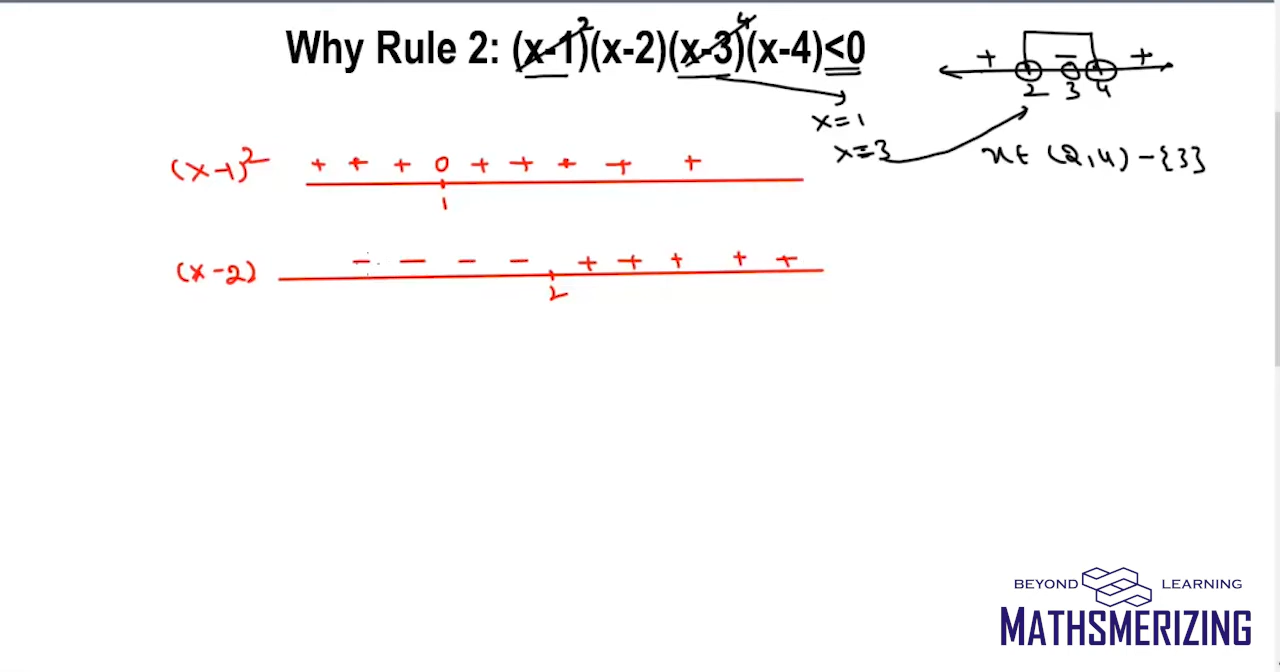 Why Rule 2: (x-1)²(x-2)(x-3)⁴(x-4)<0
+ − +
2 3 4
x=1
x=3
x∈ (2,4) - {3}
(x-1)² + + + 0 + + + + +
1
(x-2) − − − − + + + + +
2
BEYOND LEARNING
MATHSMERIZING